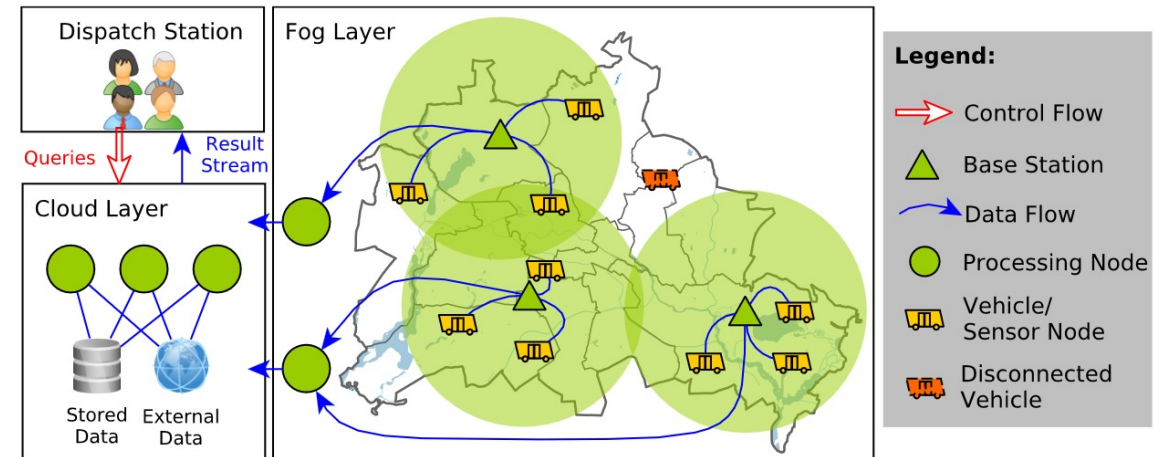 Dispatch Station
Queries
Result
Stream
Cloud Layer
Stored
Data
External
Data
Fog Layer
Legend:
Control Flow
Base Station
Data Flow
Processing Node
Vehicle/
Sensor Node
Disconnected
Vehicle